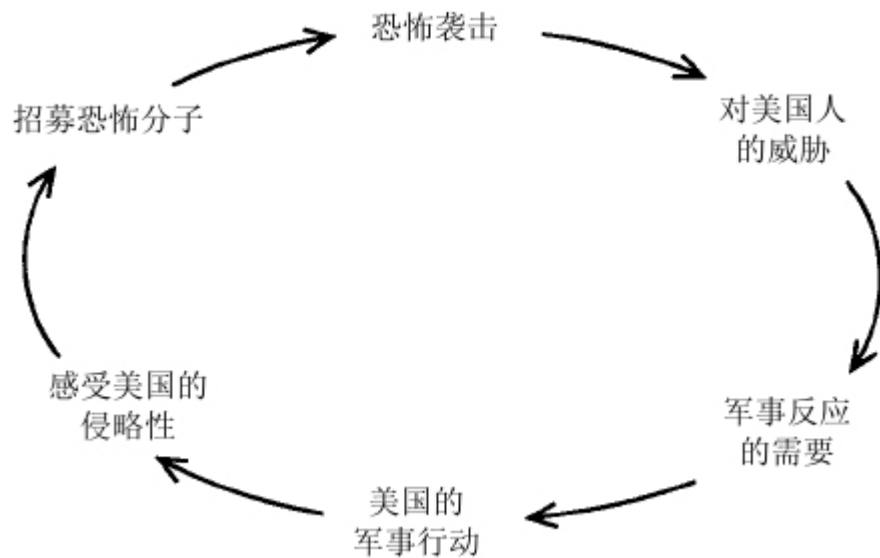 恐怖袭击
对美国人
的威胁
军事反应
的需要
美国的
军事行动
感受美国的
侵略性
招募恐怖分子